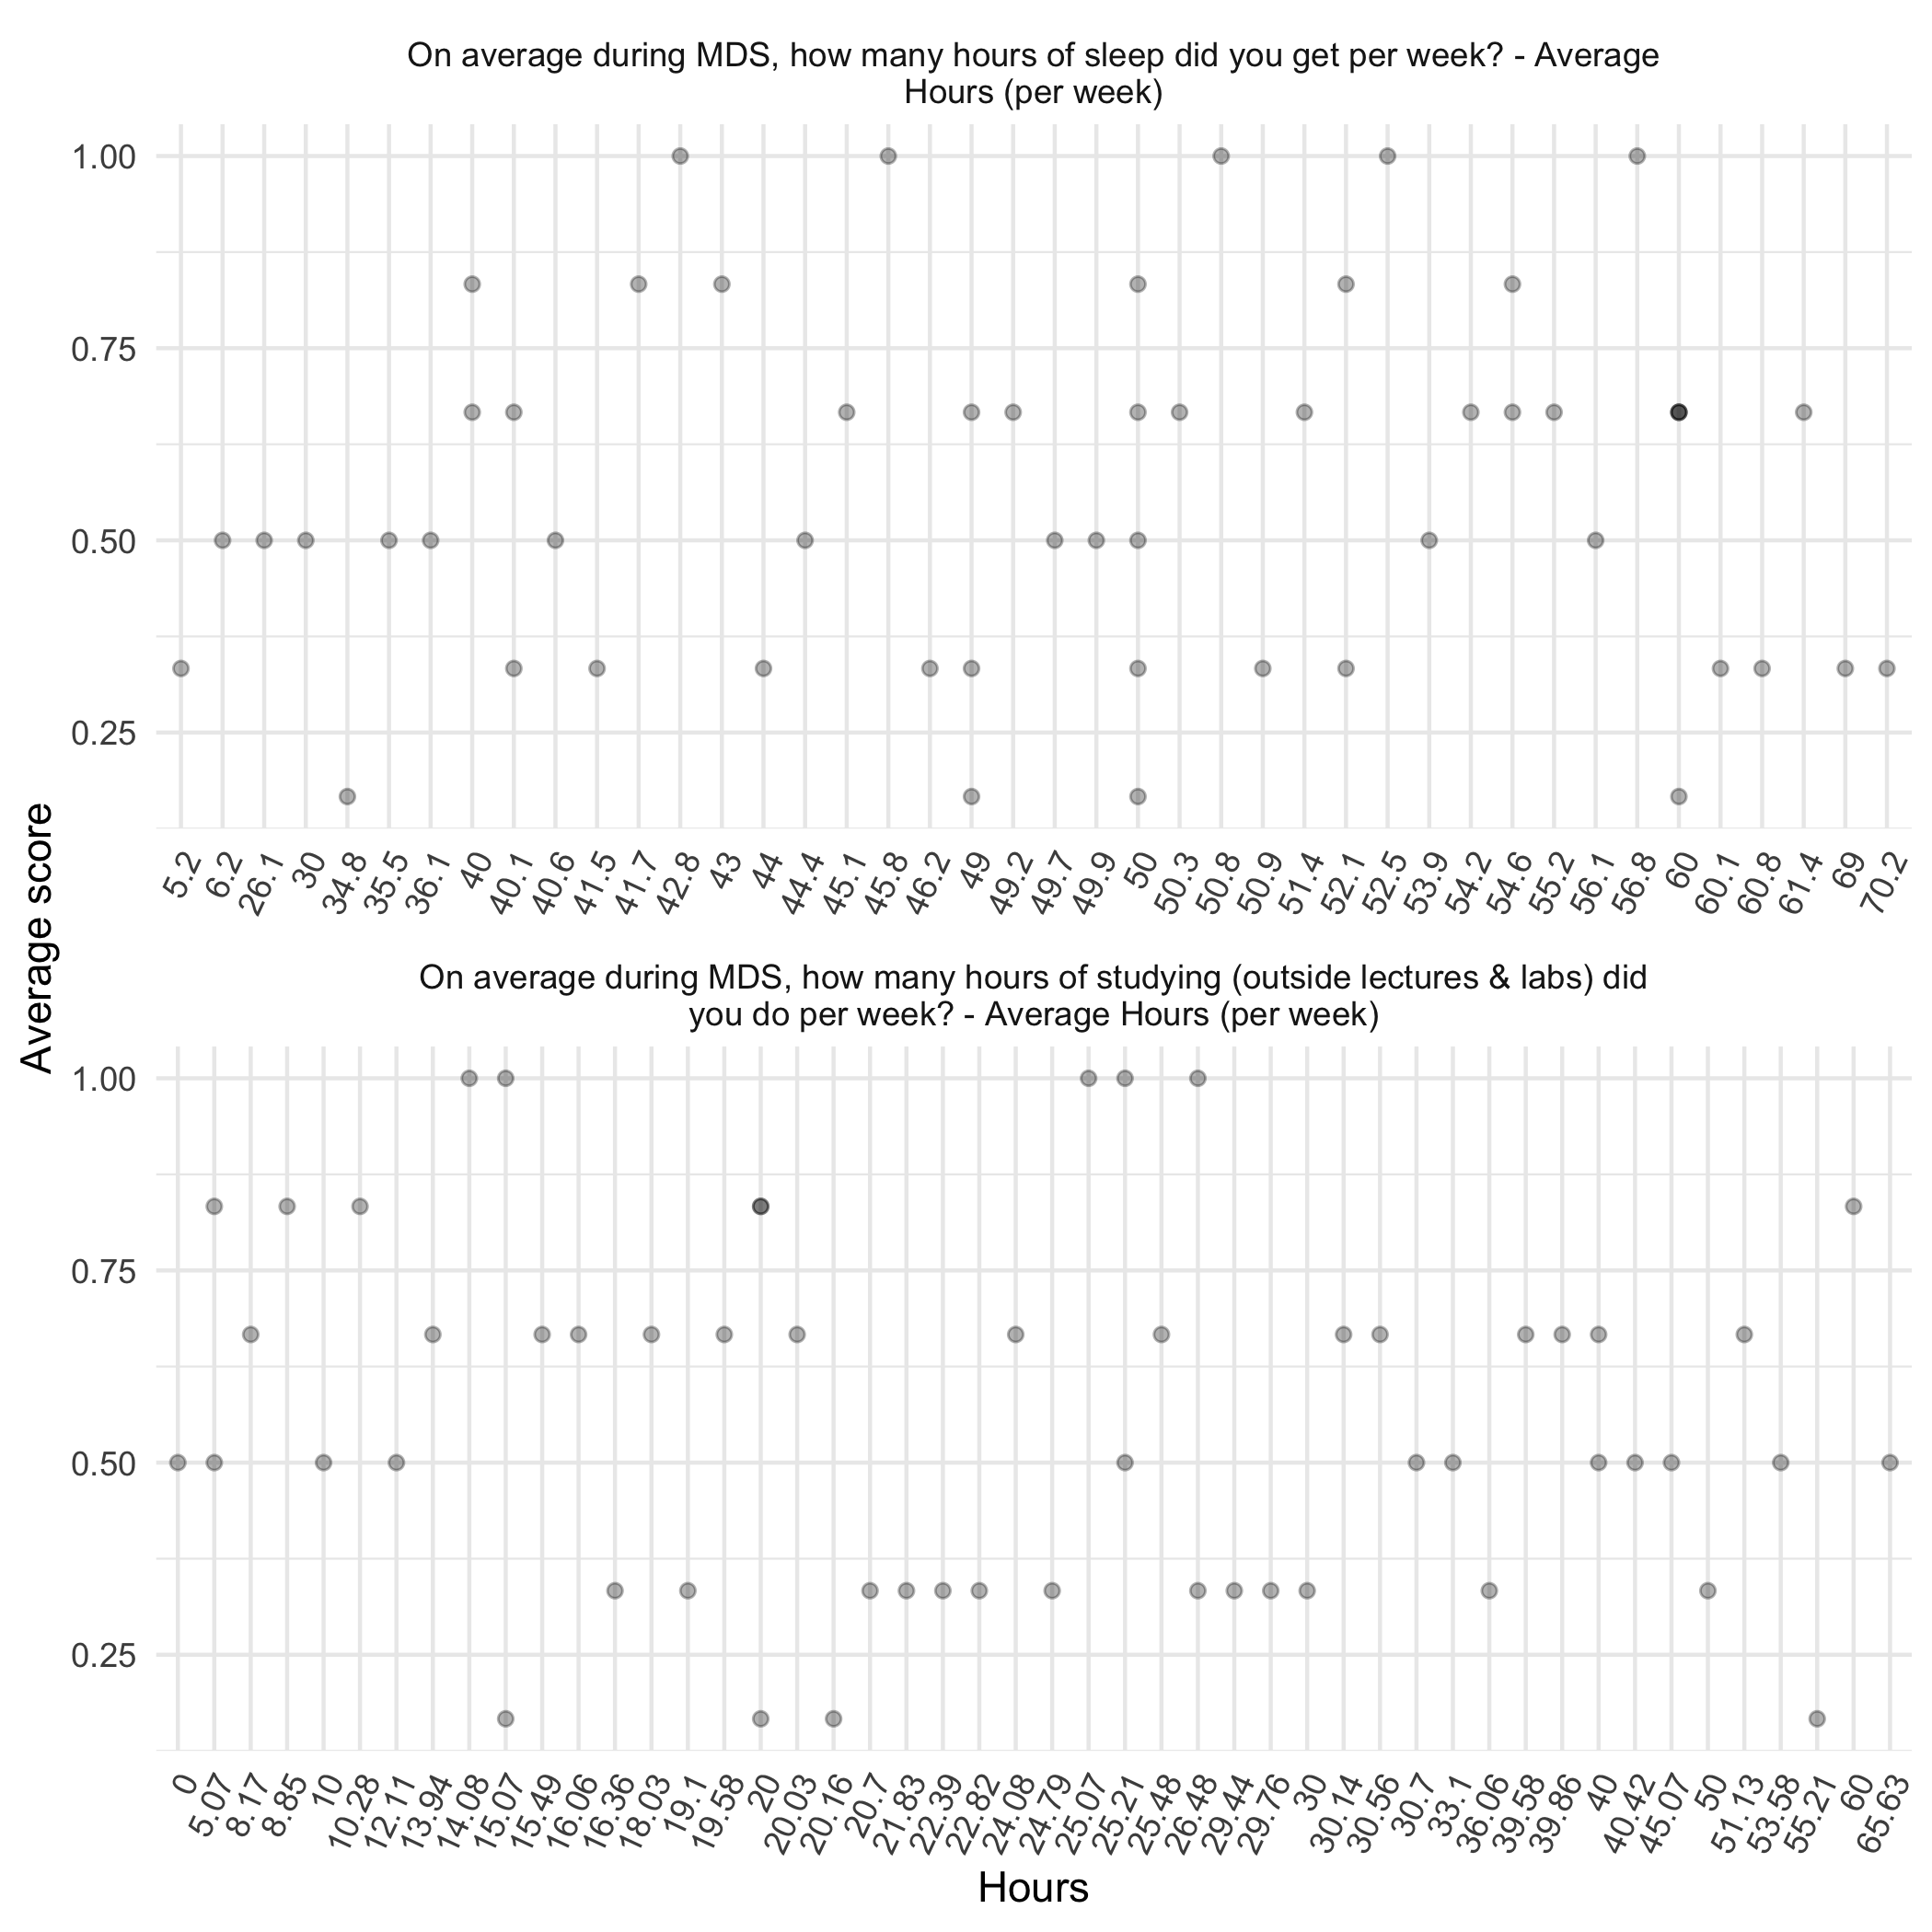 On average during MDS, how many hours of sleep did you get per week? - Average
Hours (per week)
1.00
0.75
0.50
0.25
5.2 6.2 26.1 30 34.8 35.5 36.1 40 40.1 40.6 41.5 41.7 42.8 43 44 44.4 45.1 45.8 46.2 49 49.2 49.7 49.9 50 50.3 50.8 50.9 51.4 52.1 52.5 53.9 54.2 54.6 55.2 56.1 56.8 60 60.1 60.8 61.4 69 70.2
Average score
On average during MDS, how many hours of studying (outside lectures & labs) did
you do per week? - Average Hours (per week)
1.00
0.75
0.50
0.25
0 5.07 8.17 8.85 10 10.28 12.11 13.94 14.08 15.07 15.49 16.06 16.36 18.03 19.1 19.58 20 20.03 20.16 20.7 21.83 22.39 22.82 24.08 24.79 25.07 25.21 25.48 26.48 29.44 29.76 30 30.14 30.56 30.7 33.1 36.06 39.58 39.86 40 40.42 45.07 50 51.13 53.58 55.21 60 65.63
Hours